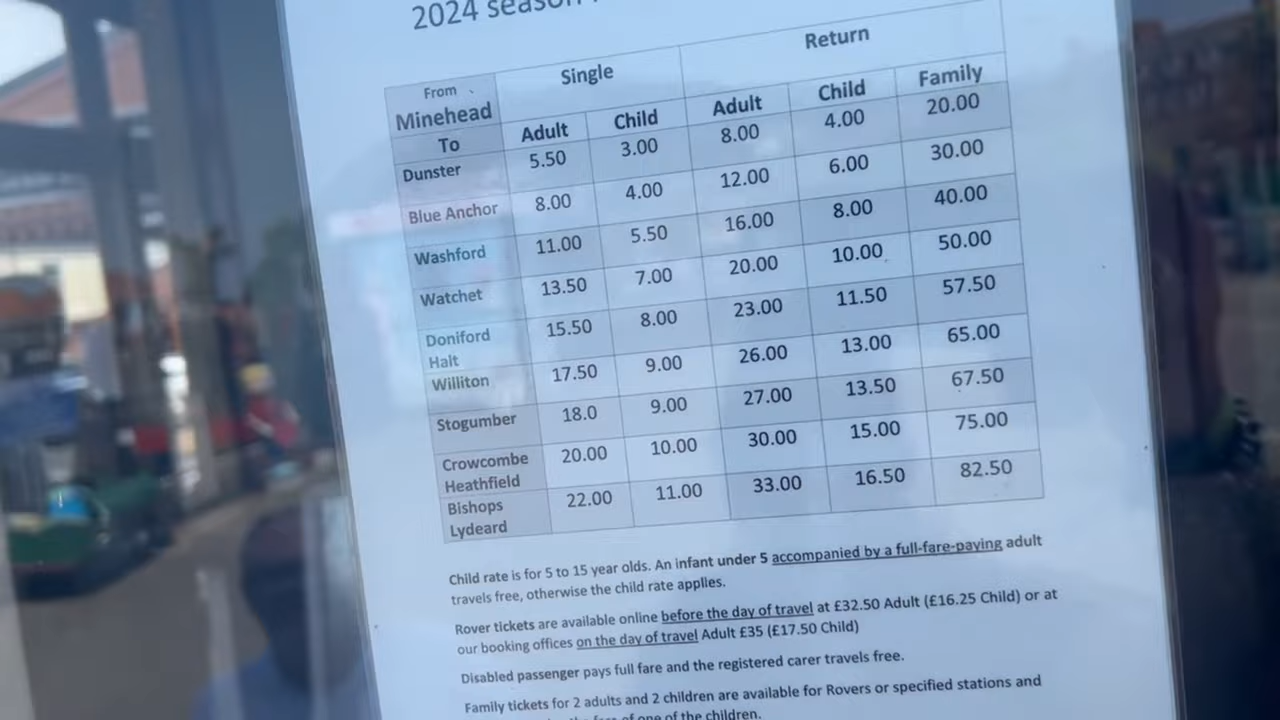 2024 season
Return
Single
From
Minehead
To
Adult Child Adult Child Family
Dunster 5.50 3.00 8.00 4.00 20.00
Blue Anchor 8.00 4.00 12.00 6.00 30.00
Washford 11.00 5.50 16.00 8.00 40.00
Watchet 13.50 7.00 20.00 10.00 50.00
Doniford
Halt 15.50 8.00 23.00 11.50 57.50
Williton 17.50 9.00 26.00 13.00 65.00
Stogumber 18.0 9.00 27.00 13.50 67.50
Crowcombe
Heathfield 20.00 10.00 30.00 15.00 75.00
Bishops
Lydeard 22.00 11.00 33.00 16.50 82.50
Child rate is for 5 to 15 year olds. An infant under 5 accompanied by a full-fare-paying adult
travels free, otherwise the child rate applies.
Rover tickets are available online before the day of travel at £32.50 Adult (£16.25 Child) or at
our booking offices on the day of travel Adult £35 (£17.50 Child)
Disabled passenger pays full fare and the registered carer travels free.
Family tickets for 2 adults and 2 children are available for Rovers or specified stations and
of one of the children.